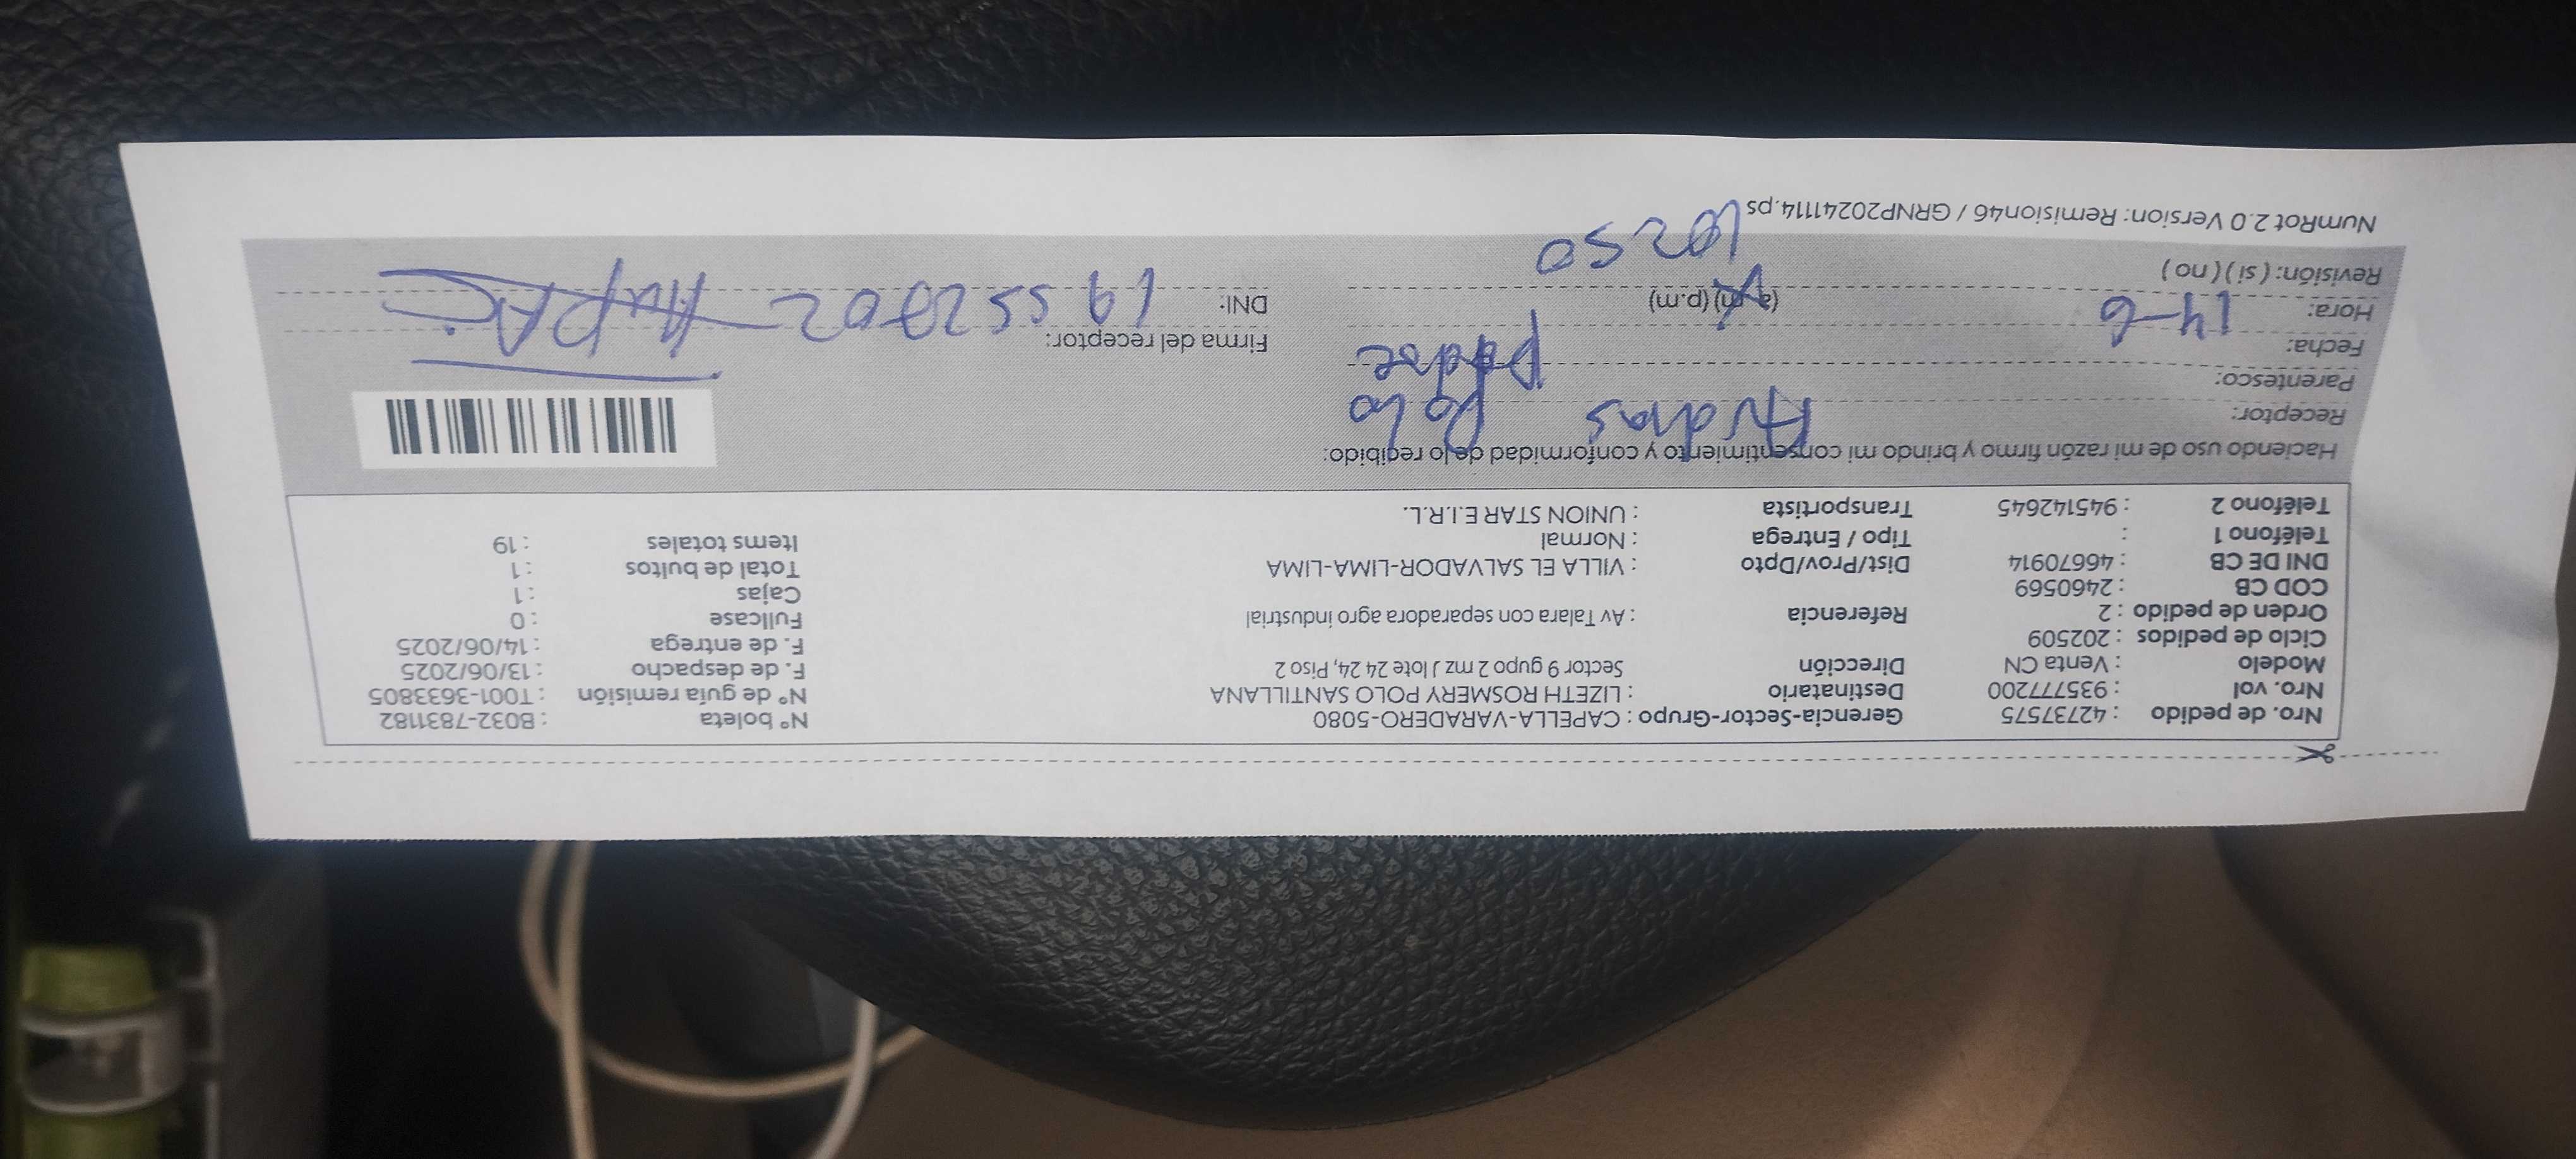 Nro. de pedido : 42737575 Gerencia-Sector-Grupo : CAPELLA-VARADERO-5080 N° boleta : B032-7831182
Nro. vol : 935777200 Destinatario : LIZETH ROSMERY POLO SANTILLANA N° de guía remisión : T001-3633805
Modelo : Venta CN Dirección Sector 9 gupo 2 mz J lote 24 24, Piso 2 F. de despacho : 13/06/2025
Ciclo de pedidos : 202509 F. de entrega : 14/06/2025
Orden de pedido : 2 Referencia : Av Talara con separadora agro industrial Fullcase : 0
COD CB : 2460569 Cajas : 1
DNI DE CB : 46670914 Dist/Prov/Dpto : VILLA EL SALVADOR-LIMA-LIMA Total de bultos : 1
Teléfono 1 : Tipo / Entrega : Normal Items totales : 19
Teléfono 2 : 945142645 Transportista : UNION STAR E.I.R.L.
Haciendo uso de mi razón firmo y brindo mi consentimiento y conformidad de lo recibido:
Receptor: Andras Polo
Parentesco: padre
Fecha: 14-6 Firma del receptor:
Hora: (a.m) (p.m) 10250 DNI: 19552702
Revisión: ( si ) ( no )
NumRot 2.0 Version: Remision46 / GRNP20241114.ps